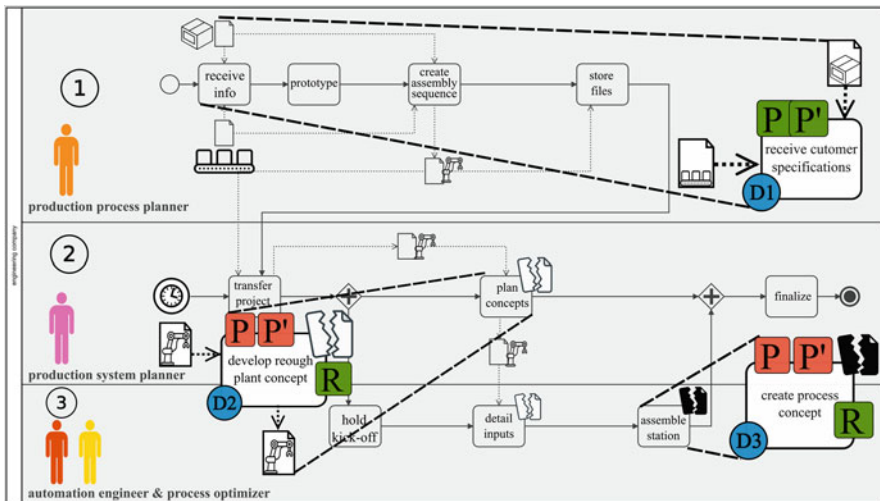 1
receive
info
prototype
create
assembly
sequence
store
files
P P'
receive cutomer
specifications
D1
production process planner
engineering company
2
transfer
project
plan
concepts
finalize
P P'
develop reough
plant concept
R
D2
production system planner
P P'
create process
concept
R
D3
3
hold
kick-off
detail
inputs
assemble
station
automation engineer & process optimizer